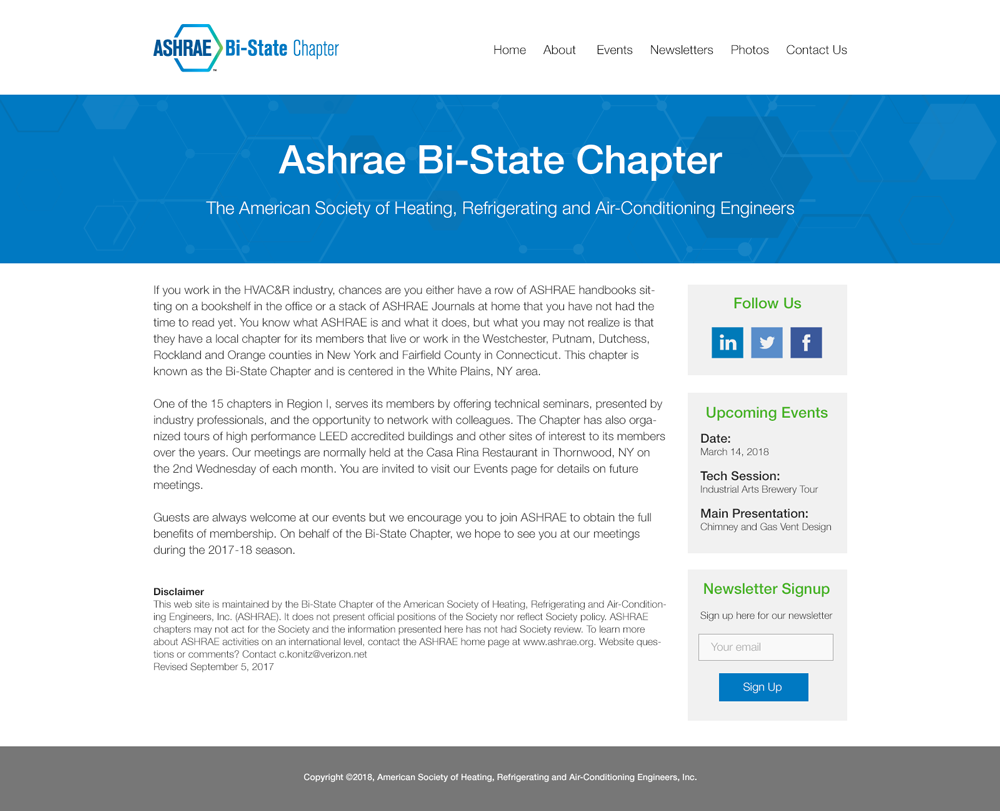 ASHRAE Bi-State Chapter
™
Home About Events Newsletters Photos Contact Us
Ashrae Bi-State Chapter
The American Society of Heating, Refrigerating and Air-Conditioning Engineers
If you work in the HVAC&R industry, chances are you either have a row of ASHRAE handbooks sit-
ting on a bookshelf in the office or a stack of ASHRAE Journals at home that you have not had the
time to read yet. You know what ASHRAE is and what it does, but what you may not realize is that
they have a local chapter for its members that live or work in the Westchester, Putnam, Dutchess,
Rockland and Orange counties in New York and Fairfield County in Connecticut. This chapter is
known as the Bi-State Chapter and is centered in the White Plains, NY area.
One of the 15 chapters in Region I, serves its members by offering technical seminars, presented by
industry professionals, and the opportunity to network with colleagues. The Chapter has also orga-
nized tours of high performance LEED accredited buildings and other sites of interest to its members
over the years. Our meetings are normally held at the Casa Rina Restaurant in Thornwood, NY on
the 2nd Wednesday of each month. You are invited to visit our Events page for details on future
meetings.
Guests are always welcome at our events but we encourage you to join ASHRAE to obtain the full
benefits of membership. On behalf of the Bi-State Chapter, we hope to see you at our meetings
during the 2017-18 season.
Disclaimer
This web site is maintained by the Bi-State Chapter of the American Society of Heating, Refrigerating and Air-Condition-
ing Engineers, Inc. (ASHRAE). It does not present official positions of the Society nor reflect Society policy. ASHRAE
chapters may not act for the Society and the information presented here has not had Society review. To learn more
about ASHRAE activities on an international level, contact the ASHRAE home page at www.ashrae.org. Website ques-
tions or comments? Contact c.konitz@verizon.net
Revised September 5, 2017
Follow Us
in f
Upcoming Events
Date:
March 14, 2018
Tech Session:
Industrial Arts Brewery Tour
Main Presentation:
Chimney and Gas Vent Design
Newsletter Signup
Sign up here for our newsletter
Your email
Sign Up
Copyright ©2018, American Society of Heating, Refrigerating and Air-Conditioning Engineers, Inc.